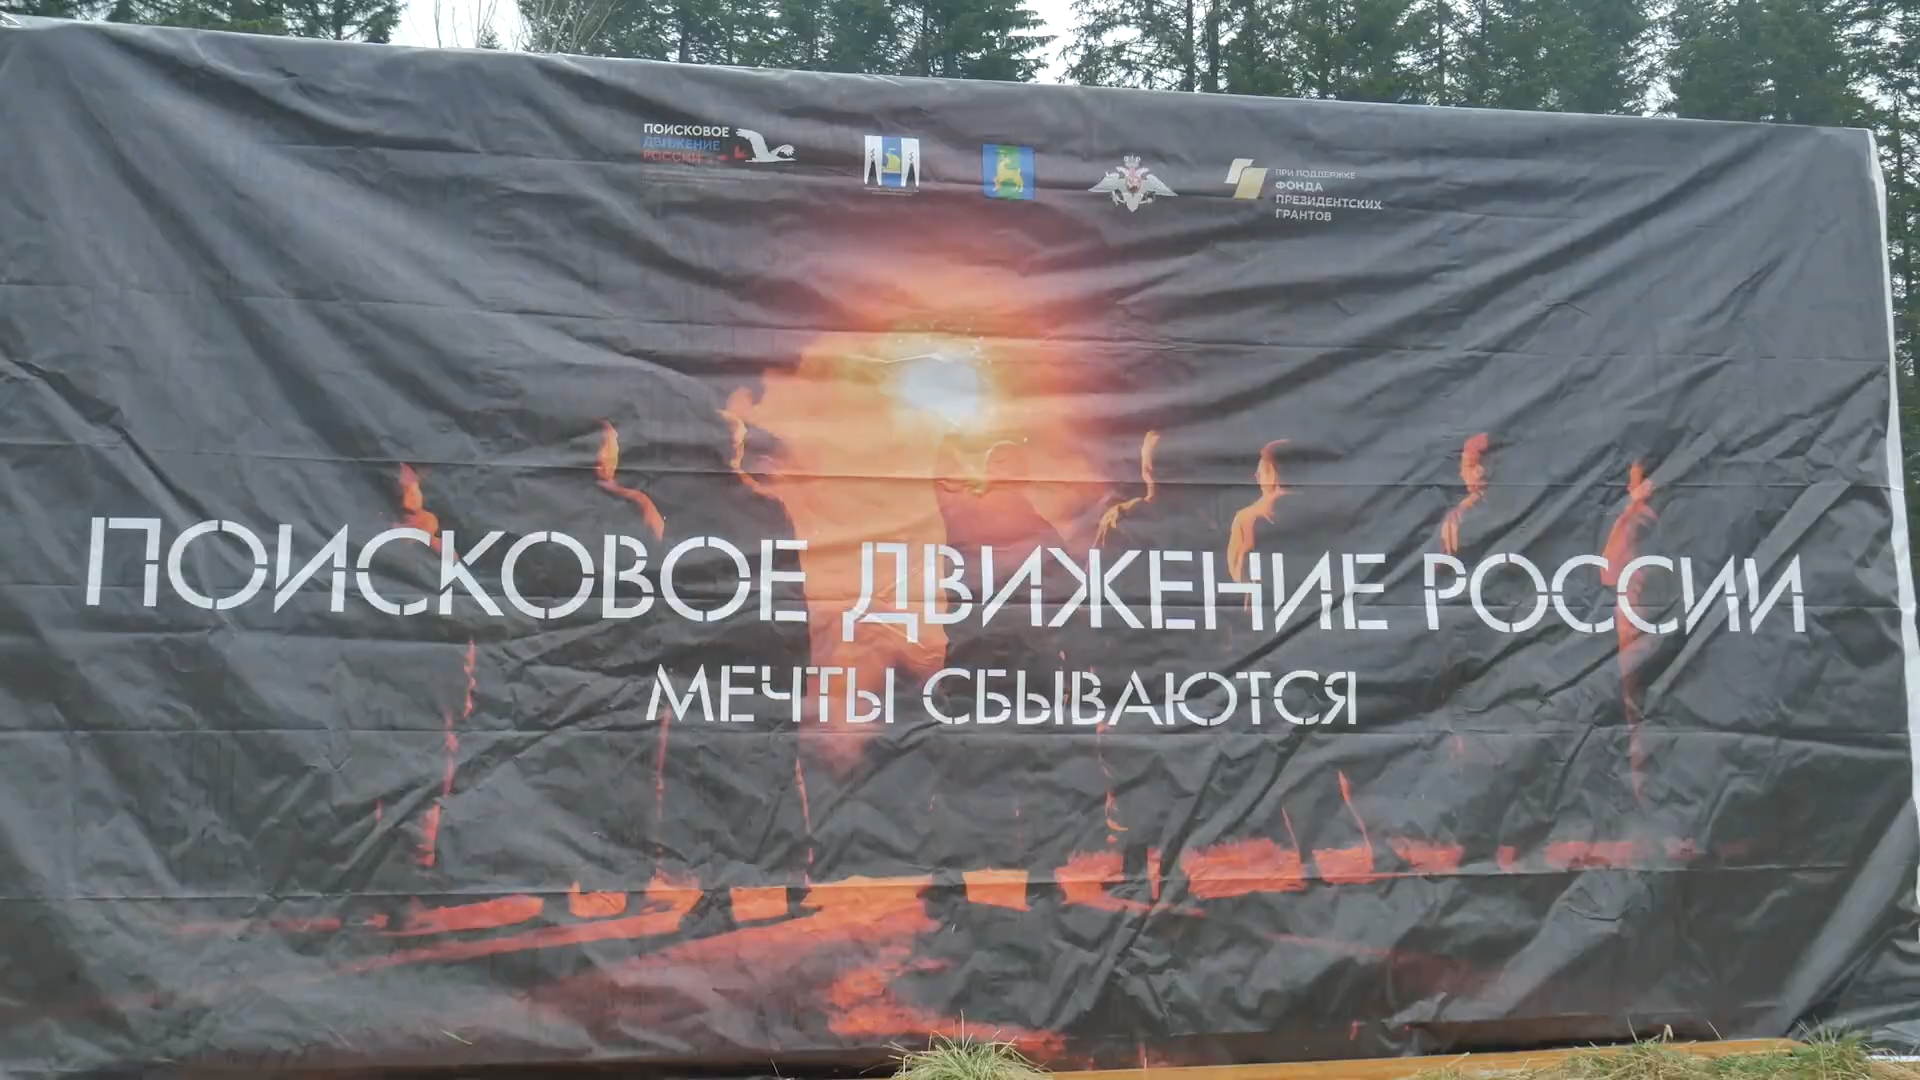 ПОИСКОВОЕ
ДВИЖЕНИЕ
РОССИИ
ПРИ ПОДДЕРЖКЕ
ФОНДА
ПРЕЗИДЕНТСКИХ
ГРАНТОВ
ПОИСКОВОЕ ДВИЖЕНИЕ РОССИИ
МЕЧТЫ СБЫВАЮТСЯ